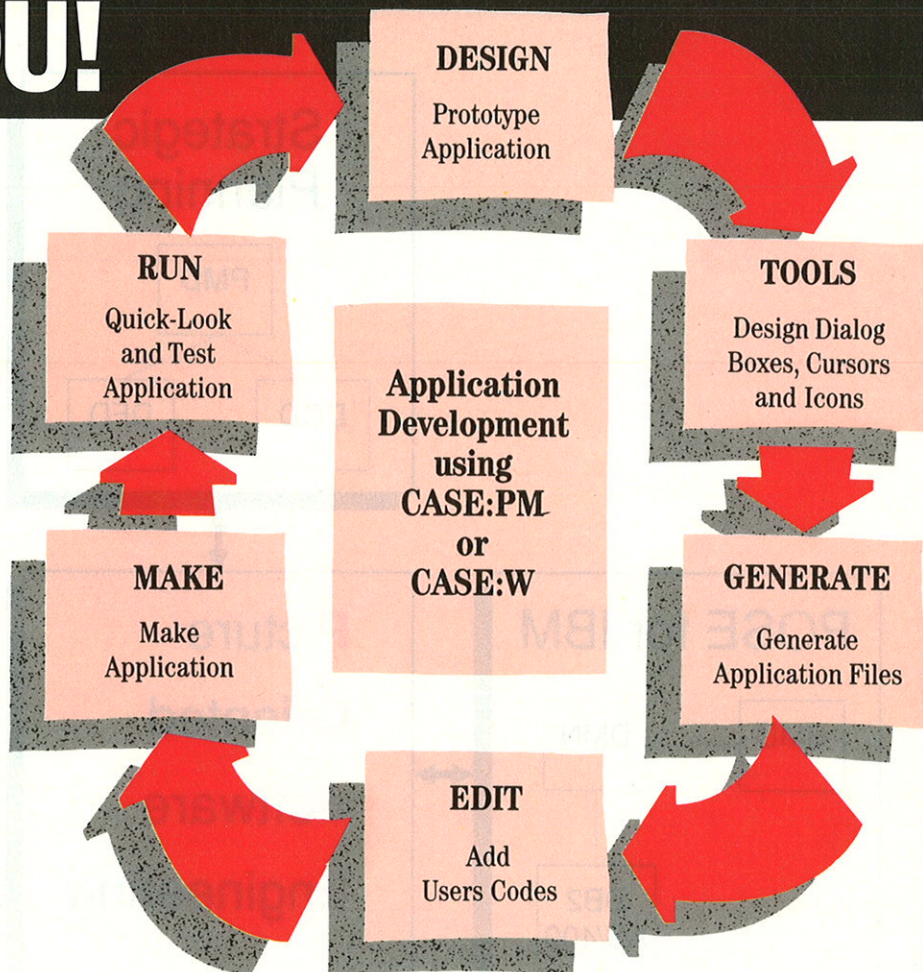 OU!
DESIGN
Prototype
Application
TOOLS
Design Dialog
Boxes, Cursors
and Icons
GENERATE
Generate
Application Files
EDIT
Add
Users Codes
MAKE
Make
Application
RUN
Quick-Look
and Test
Application
Application
Development
using
CASE:PM
or
CASE:W